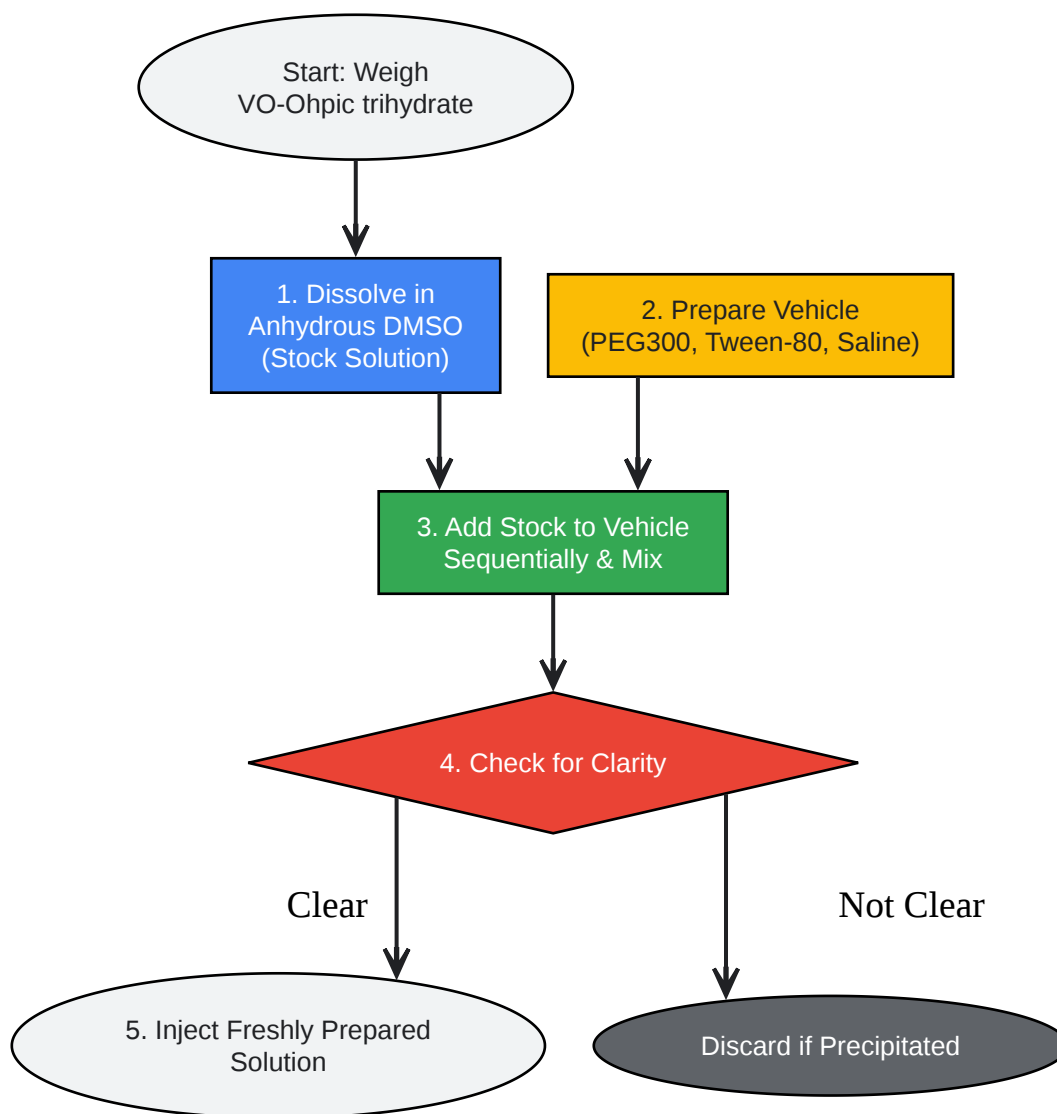 Start: Weigh
VO-Ohpic trihydrate
1. Dissolve in
Anhydrous DMSO
(Stock Solution)
2. Prepare Vehicle
(PEG300, Tween-80, Saline)
3. Add Stock to Vehicle
Sequentially & Mix
4. Check for Clarity
Clear
Not Clear
5. Inject Freshly Prepared
Solution
Discard if Precipitated